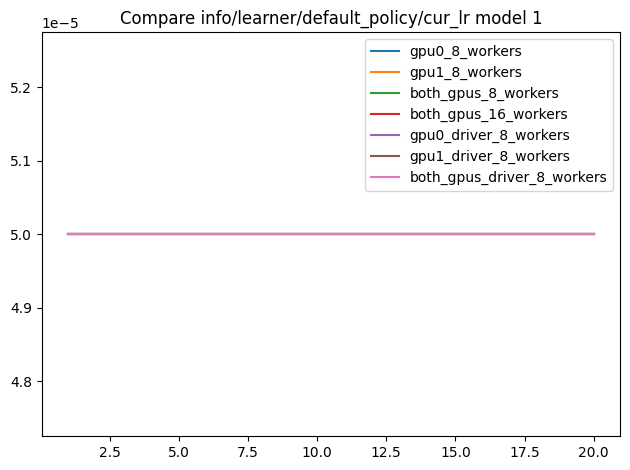 Compare info/learner/default_policy/cur_lr model 1
1e−5
gpu0_8_workers
gpu1_8_workers
both_gpus_8_workers
both_gpus_16_workers
gpu0_driver_8_workers
gpu1_driver_8_workers
both_gpus_driver_8_workers
5.2
5.1
5.0
4.9
4.8
2.5 5.0 7.5 10.0 12.5 15.0 17.5 20.0